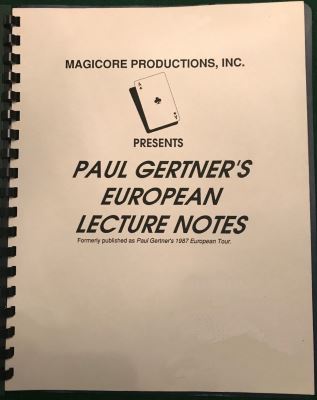 MAGICORE PRODUCTIONS, INC.
A
PRESENTS
PAUL GERTNER'S
EUROPEAN
LECTURE NOTES
Formerly published as Paul Gertner's 1987 European Tour.